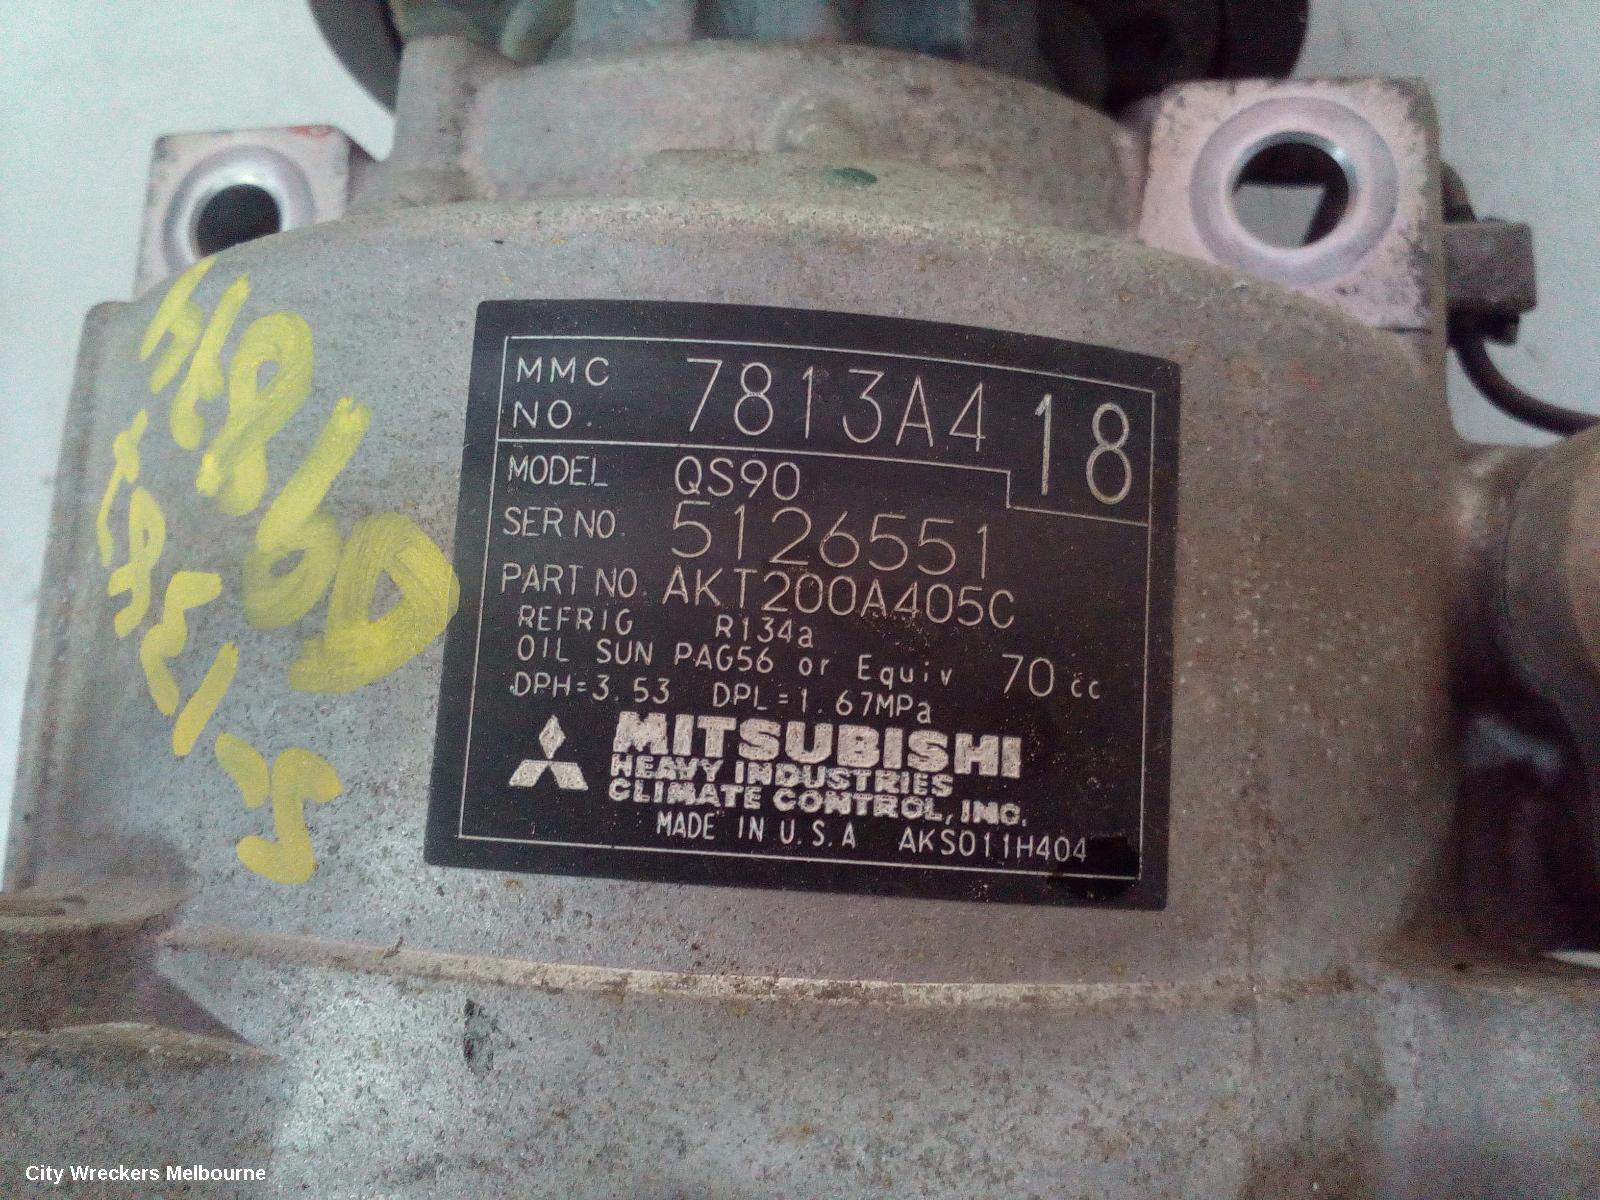 MMC NO. 7813A418
MODEL QS90
SER NO. 5126551
PART NO. AKT200A405C
REFRIG R134a
OIL SUN PAG56 or Equiv 70 cc
DPH=3.53 DPL=1.67MPa
MITSUBISHI
HEAVY INDUSTRIES
CLIMATE CONTROL, INC.
MADE IN U.S.A AKS011H404
City Wreckers Melbourne